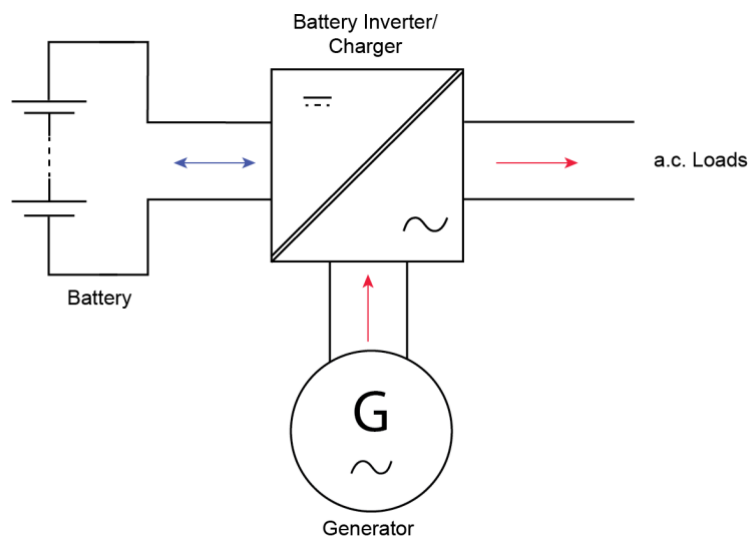 Battery Inverter/
Charger
a.c. Loads
Battery
G
Generator